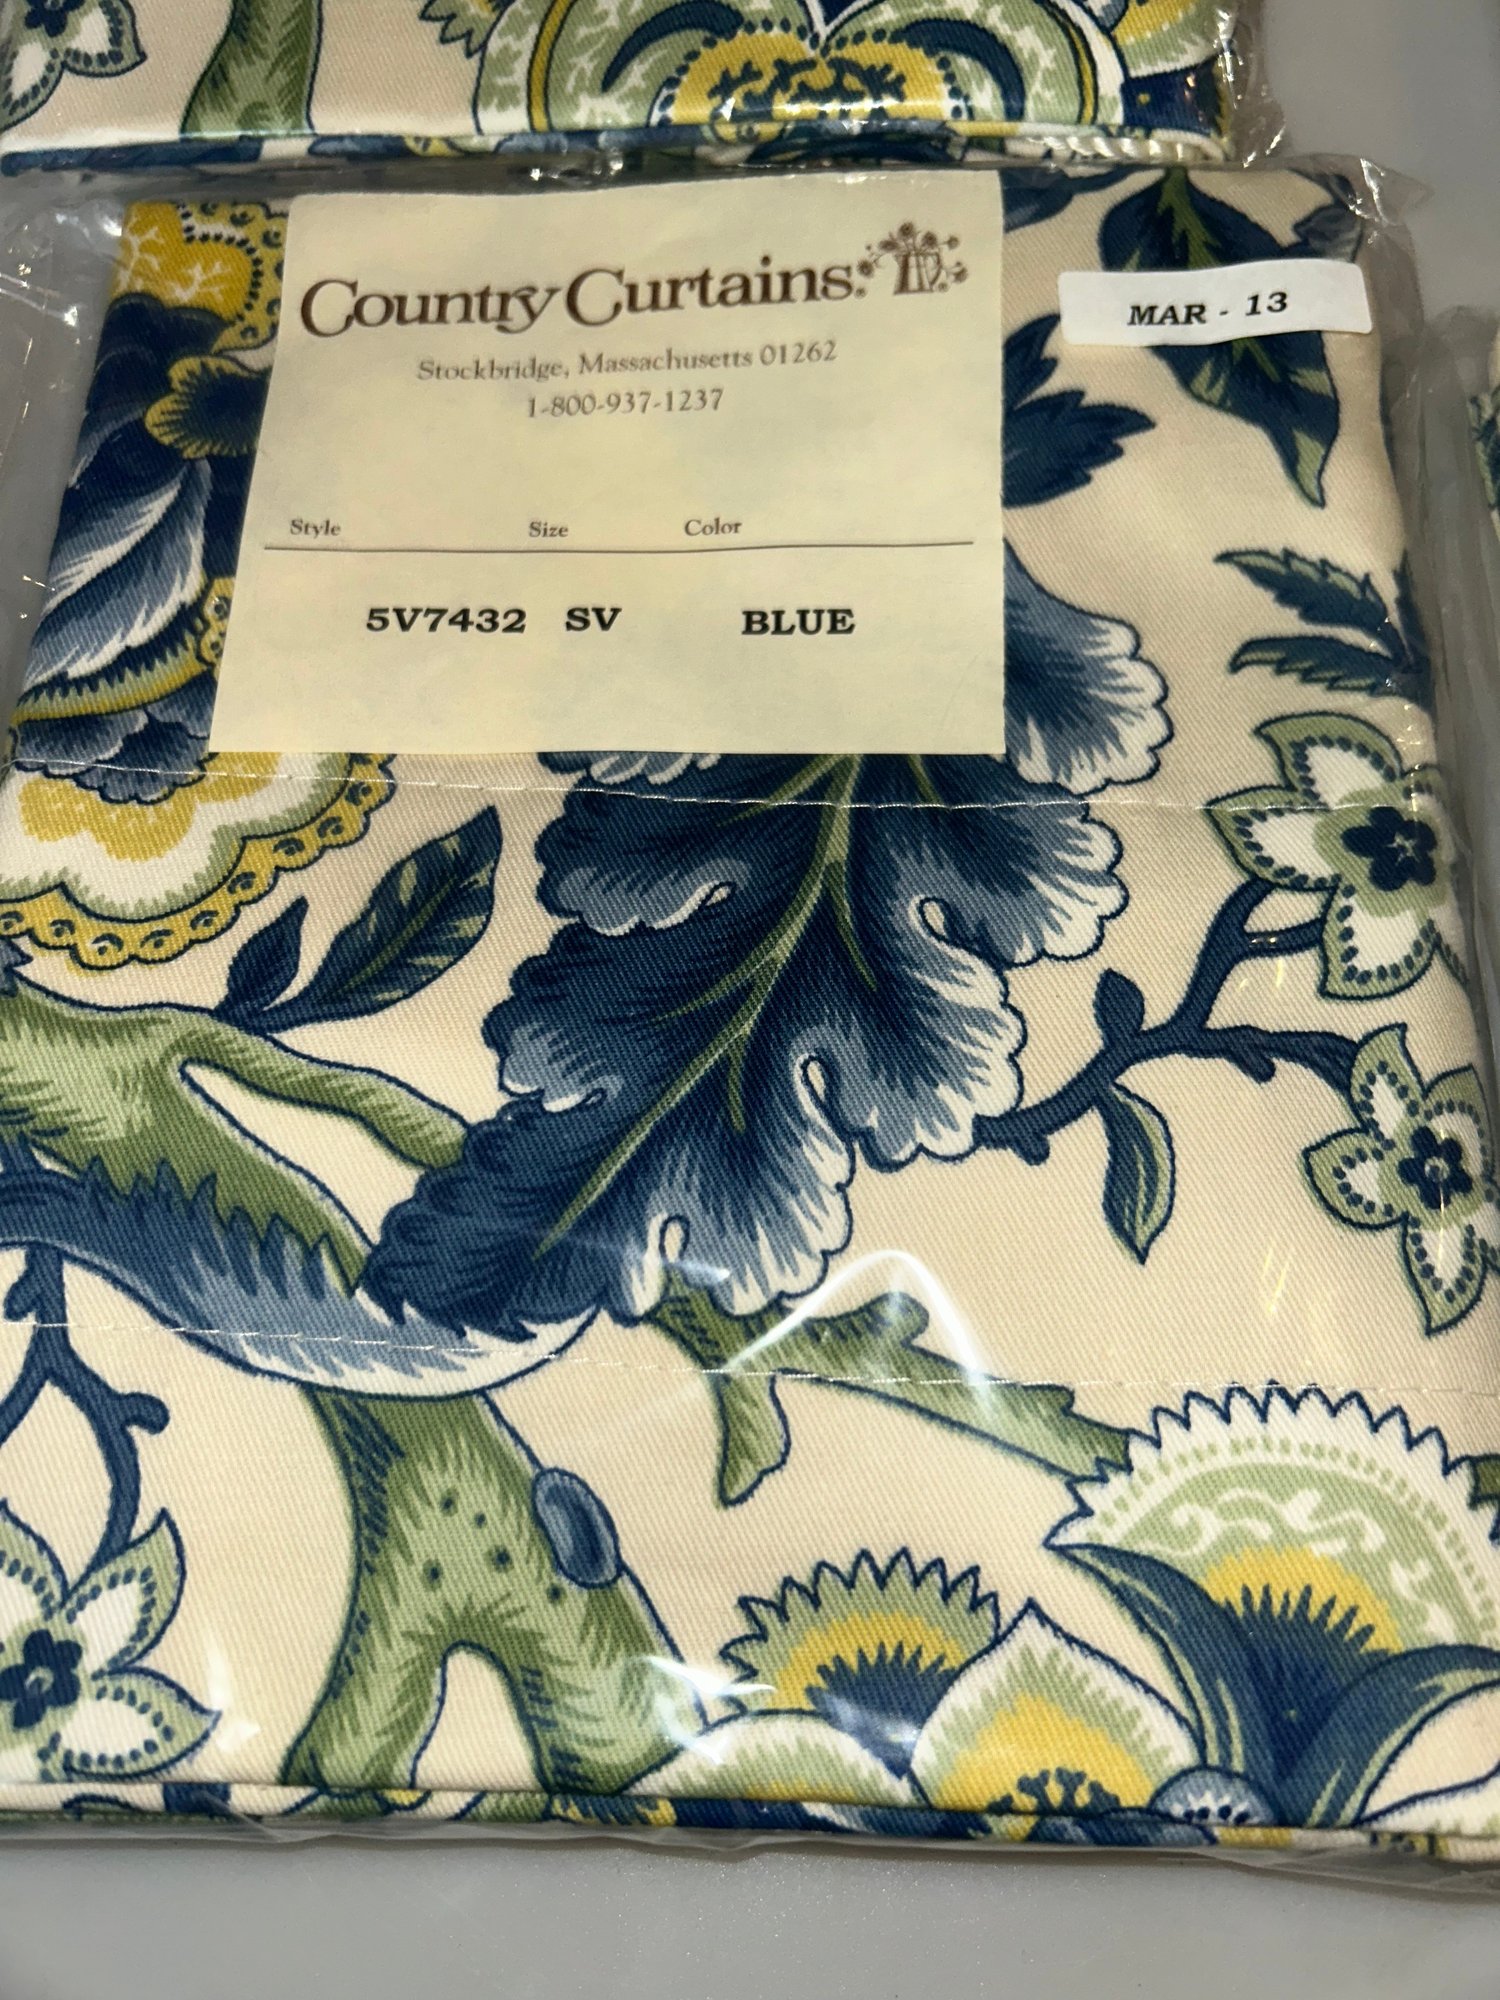 Country Curtains®
MAR - 13
Stockbridge, Massachusetts 01262
1-800-937-1237
Style Size Color
5V7432 SV BLUE